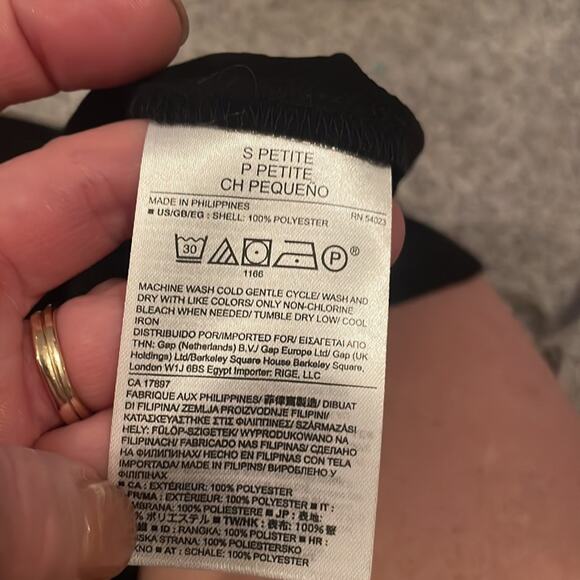 S PETITE
P PETITE
CH PEQUEÑO
MADE IN PHILIPPINES
■ US/GB/EG : SHELL: 100% POLYESTER
RN 54023
30
P ®
1166
MACHINE WASH COLD GENTLE CYCLE/ WASH AND
DRY WITH LIKE COLORS/ ONLY NON-CHLORINE
BLEACH WHEN NEEDED/ TUMBLE DRY LOW/ COOL
IRON
DISTRIBUIDO POR/IMPORTED FOR/ ΕΙΣΑΓΕΤΑΙ ΑΠΟ
ΤΗΝ: Gap (Netherlands) B.V./ Gap Europe Ltd/ Gap (UK
Holdings) Ltd/Berkeley Square House Berkeley Square,
London W1J 6BS Egypt Importer: RIGE, LLC
CA 17897
FABRIQUE AUX PHILIPPINES/ 菲律賓製造/ DIBUAT
DI FILIPINA/ ZEMLJA PROIZVODNJE FILIPINI/
ΚΑΤΑΣΚΕΥΑΣΤΗΚΕ ΣΤΙΣ ΦΙΛΙΠΠΙΝΕΣ/ SZÁRMAZÁSI
HELY: FÜLÖP-SZIGETEK/ WYPRODUKOWANO NA
FILIPINACH/ FABRICADO NAS FILIPINAS/ СДЕЛАНО
НА ФИЛИПИНАХ/ HECHO EN FILIPINAS CON TELA
IMPORTADA/ MADE IN FILIPINS/ ВИРОБЛЕНО У
ФІЛІПІНАХ
■ CA : EXTÉRIEUR: 100% POLYESTER
FR/MA : EXTÉRIEUR: 100% POLYESTER ■ IT :
MBRANA: 100% POLIESTERE ■ JP : 表地:
% ポリエステル ■ TW/HK : 表布: 100% 聚
■ ID : RANGKA: 100% POLISTER ■ HR :
JSKA STRANA: 100% POLIESTERSKO
KNO ■ AT : SCHALE: 100% POLYESTER